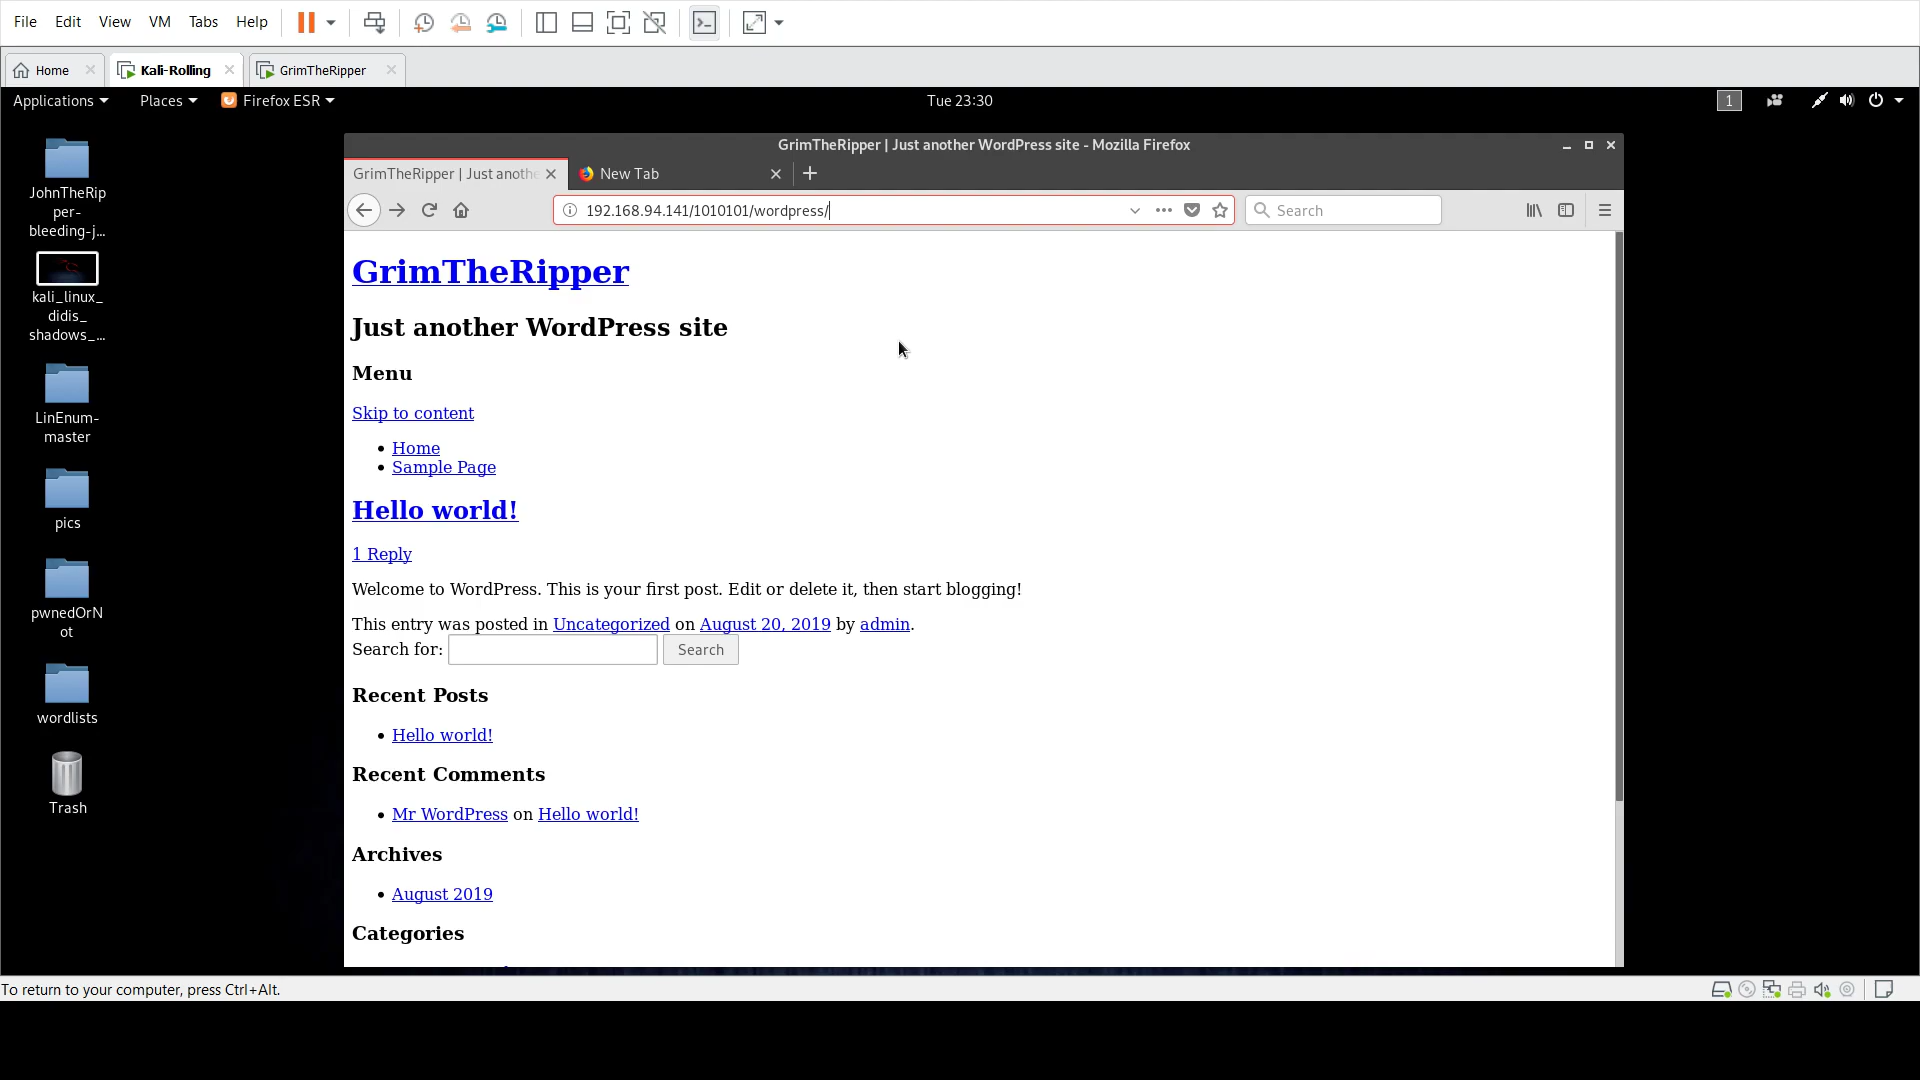 File Edit View VM Tabs Help
Home Kali-Rolling GrimTheRipper
Applications Places Firefox ESR Tue 23:30 1
GrimTheRipper | Just another WordPress site - Mozilla Firefox
GrimTheRipper | Just anothe New Tab
192.168.94.141/1010101/wordpress/ Search
JohnTheRip
per-
bleeding-j...
kali_linux_
didis_
shadows_...
LinEnum-
master
pics
pwnedOrN
ot
wordlists
Trash
GrimTheRipper
Just another WordPress site
Menu
Skip to content
• Home
• Sample Page
Hello world!
1 Reply
Welcome to WordPress. This is your first post. Edit or delete it, then start blogging!
This entry was posted in Uncategorized on August 20, 2019 by admin.
Search for: Search
Recent Posts
• Hello world!
Recent Comments
• Mr WordPress on Hello world!
Archives
• August 2019
Categories
To return to your computer, press Ctrl+Alt.